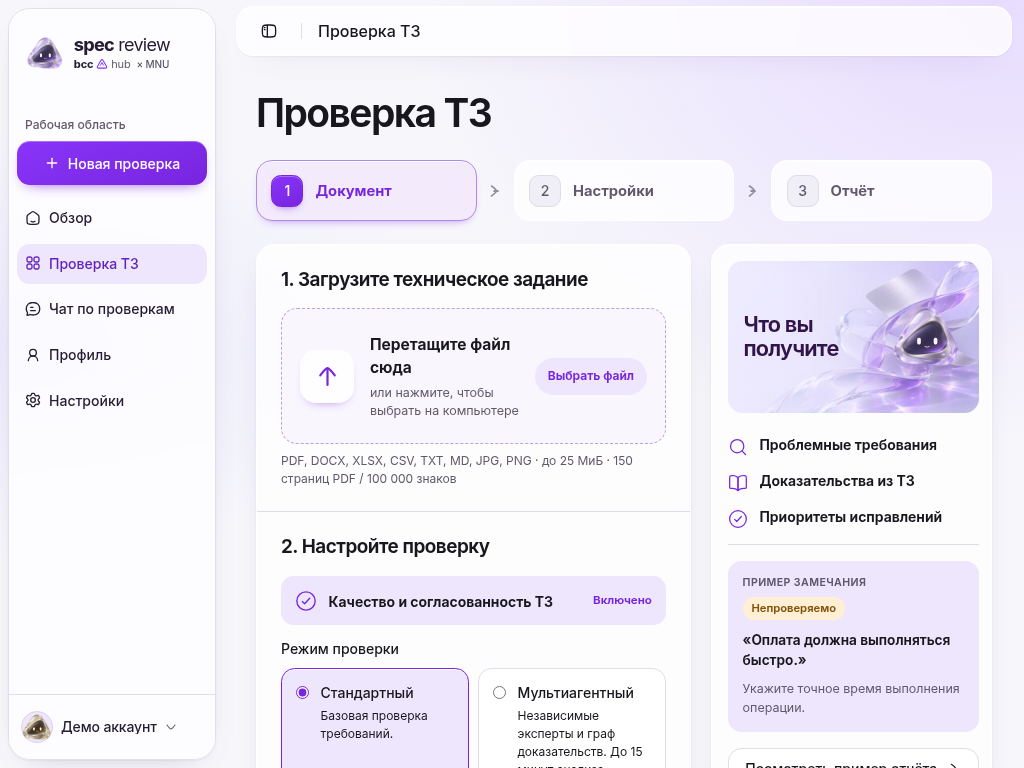 spec review
bcc hub × MNU
Рабочая область
+ Новая проверка
Обзор
Проверка ТЗ
Чат по проверкам
Профиль
Настройки
Демо аккаунт
Проверка ТЗ
Проверка ТЗ
1 Документ
2 Настройки
3 Отчёт
1. Загрузите техническое задание
Перетащите файл
сюда
или нажмите, чтобы
выбрать на компьютере
Выбрать файл
PDF, DOCX, XLSX, CSV, TXT, MD, JPG, PNG · до 25 МиБ · 150
страниц PDF / 100 000 знаков
2. Настройте проверку
Качество и согласованность ТЗ
Включено
Режим проверки
Стандартный
Базовая проверка
требований.
Мультиагентный
Независимые
эксперты и граф
доказательств. До 15
Что вы
получите
Проблемные требования
Доказательства из ТЗ
Приоритеты исправлений
ПРИМЕР ЗАМЕЧАНИЯ
Непроверяемо
«Оплата должна выполняться
быстро.»
Укажите точное время выполнения
операции.
Посмотреть пример отчёта